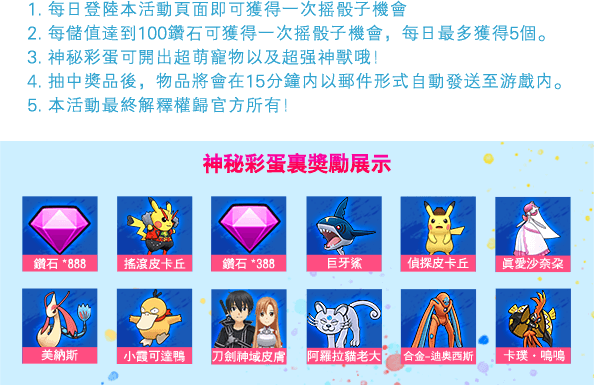 1. 每日登陸本活動頁面即可獲得一次摇骰子機會
2. 每儲值達到100鑽石可獲得一次摇骰子機會，每日最多獲得5個。
3. 神秘彩蛋可開出超萌寵物以及超强神獸哦!
4. 抽中獎品後，物品將會在15分鐘内以郵件形式自動發送至游戲内。
5. 本活動最終解釋權歸官方所有!
神秘彩蛋裏獎勵展示
鑽石 *888
搖滾皮卡丘
鑽石 *388
巨牙鯊
偵探皮卡丘
眞愛沙奈朶
美納斯
小霞可達鴨
刀劍神域皮膚
阿羅拉貓老大
合金-迪奧西斯
卡璞・鳴鳴